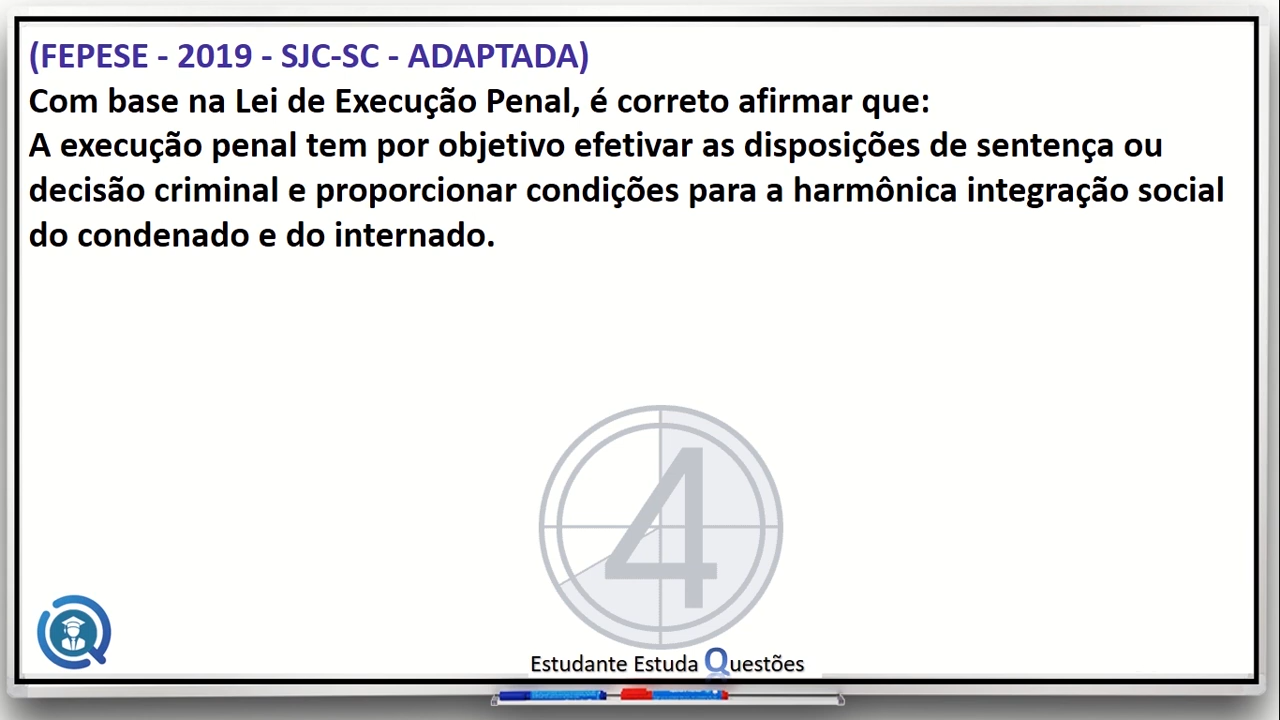 (FEPESE - 2019 - SJC-SC - ADAPTADA)
Com base na Lei de Execução Penal, é correto afirmar que:
A execução penal tem por objetivo efetivar as disposições de sentença ou
decisão criminal e proporcionar condições para a harmônica integração social
do condenado e do internado.
4
Estudante Estuda Questões